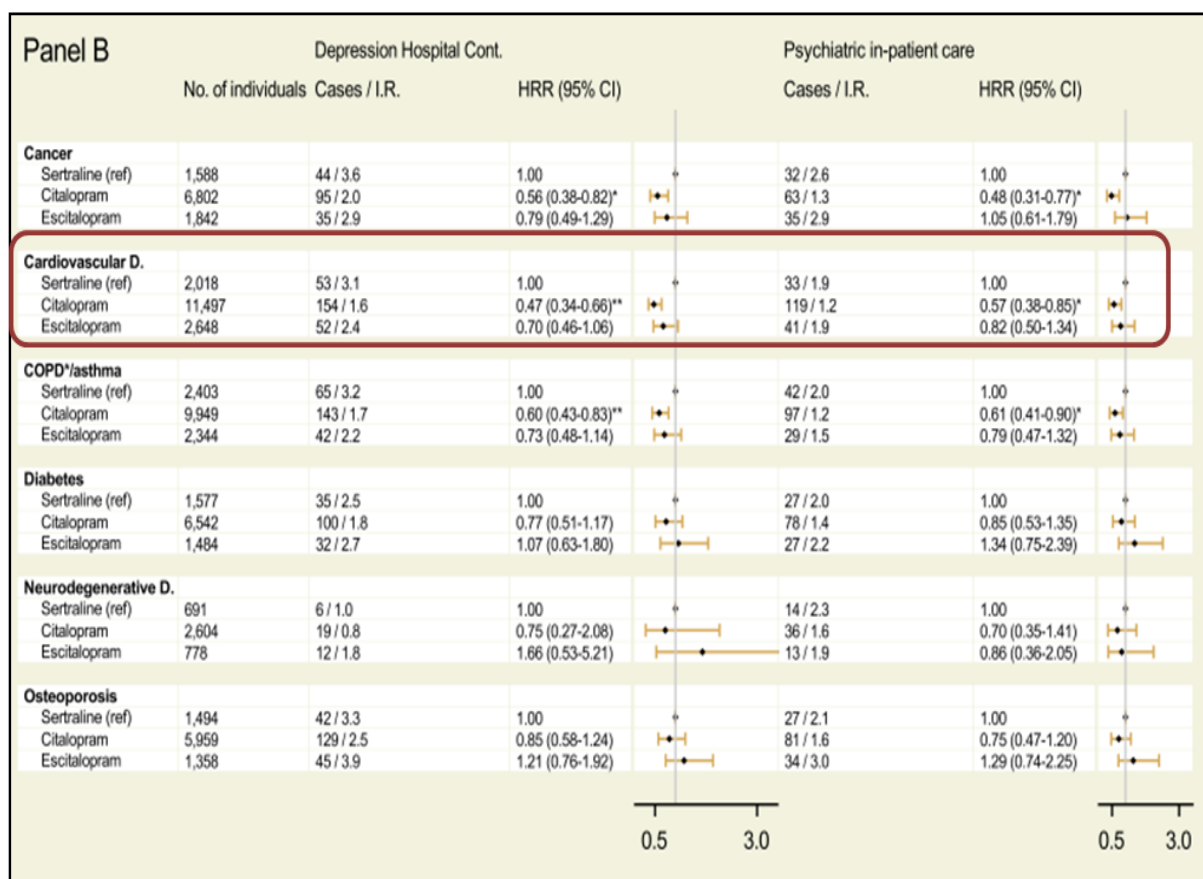 Panel B Depression Hospital Cont. Psychiatric in-patient care
No. of individuals Cases / I.R. HRR (95% CI) Cases / I.R. HRR (95% CI)
Cancer
Sertraline (ref) 1,588 44 / 3.6 1.00 32 / 2.6 1.00
Citalopram 6,802 95 / 2.0 0.56 (0.38-0.82)* 63 / 1.3 0.48 (0.31-0.77)*
Escitalopram 1,842 35 / 2.9 0.79 (0.49-1.29) 35 / 2.9 1.05 (0.61-1.79)
Cardiovascular D.
Sertraline (ref) 2,018 53 / 3.1 1.00 33 / 1.9 1.00
Citalopram 11,497 154 / 1.6 0.47 (0.34-0.66)** 119 / 1.2 0.57 (0.38-0.85)*
Escitalopram 2,648 52 / 2.4 0.70 (0.46-1.06) 41 / 1.9 0.82 (0.50-1.34)
COPD*/asthma
Sertraline (ref) 2,403 65 / 3.2 1.00 42 / 2.0 1.00
Citalopram 9,949 143 / 1.7 0.60 (0.43-0.83)** 97 / 1.2 0.61 (0.41-0.90)*
Escitalopram 2,344 42 / 2.2 0.73 (0.48-1.14) 29 / 1.5 0.79 (0.47-1.32)
Diabetes
Sertraline (ref) 1,577 35 / 2.5 1.00 27 / 2.0 1.00
Citalopram 6,542 100 / 1.8 0.77 (0.51-1.17) 78 / 1.4 0.85 (0.53-1.35)
Escitalopram 1,484 32 / 2.7 1.07 (0.63-1.80) 27 / 2.2 1.34 (0.75-2.39)
Neurodegenerative D.
Sertraline (ref) 691 6 / 1.0 1.00 14 / 2.3 1.00
Citalopram 2,604 19 / 0.8 0.75 (0.27-2.08) 36 / 1.6 0.70 (0.35-1.41)
Escitalopram 778 12 / 1.8 1.66 (0.53-5.21) 13 / 1.9 0.86 (0.36-2.05)
Osteoporosis
Sertraline (ref) 1,494 42 / 3.3 1.00 27 / 2.1 1.00
Citalopram 5,959 129 / 2.5 0.85 (0.58-1.24) 81 / 1.6 0.75 (0.47-1.20)
Escitalopram 1,358 45 / 3.9 1.21 (0.76-1.92) 34 / 3.0 1.29 (0.74-2.25)
0.5 3.0 0.5 3.0